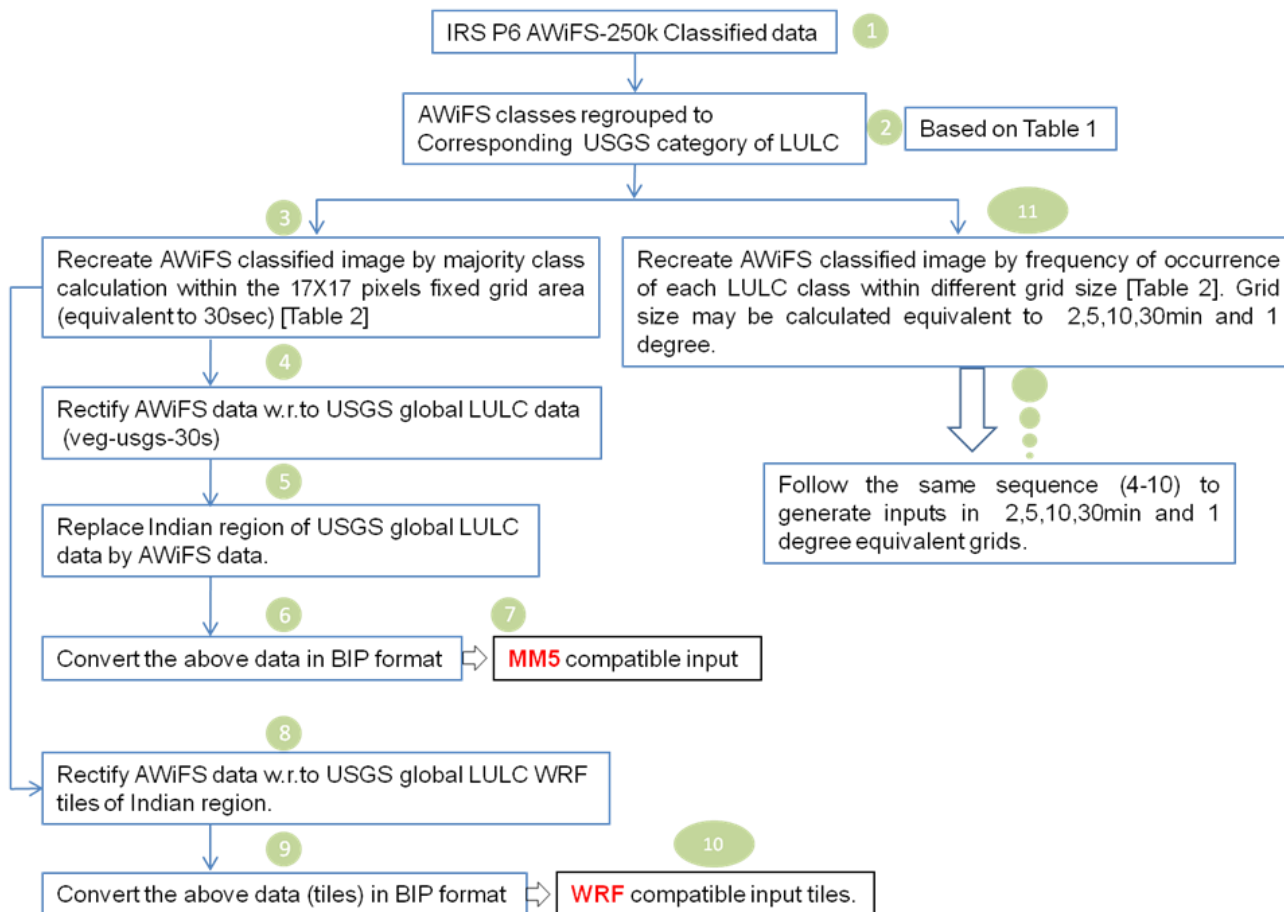 IRS P6 AWiFS-250k Classified data
1
AWiFS classes regrouped to
Corresponding USGS category of LULC
2
Based on Table 1
3
Recreate AWiFS classified image by majority class
calculation within the 17X17 pixels fixed grid area
(equivalent to 30sec) [Table 2]
11
Recreate AWiFS classified image by frequency of occurrence
of each LULC class within different grid size [Table 2]. Grid
size may be calculated equivalent to 2,5,10,30min and 1
degree.
4
Rectify AWiFS data w.r.to USGS global LULC data
(veg-usgs-30s)
5
Replace Indian region of USGS global LULC
data by AWiFS data.
Follow the same sequence (4-10) to
generate inputs in 2,5,10,30min and 1
degree equivalent grids.
6
Convert the above data in BIP format
7
MM5 compatible input
8
Rectify AWiFS data w.r.to USGS global LULC WRF
tiles of Indian region.
9
Convert the above data (tiles) in BIP format
10
WRF compatible input tiles.